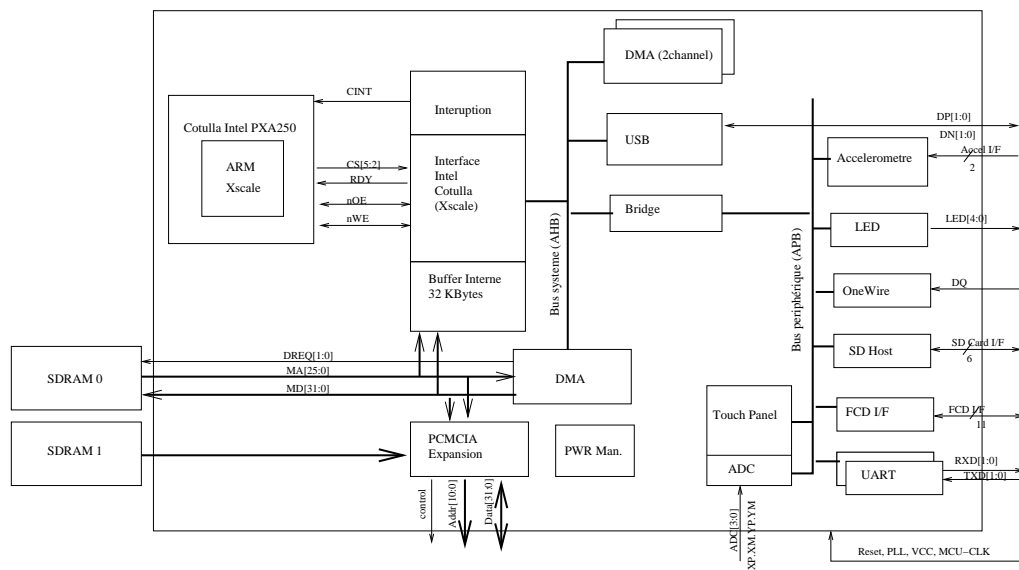 DMA (2channel)
CINT
Interuption
Cotulla Intel PXA250
ARM
Xscale
CS[5:2]
RDY
nOE
nWE
Interface
Intel
Cotulla
(Xscale)
Buffer Interne
32 KBytes
USB
Bridge
Bus systeme (AHB)
Bus periphérique (APB)
DP[1:0]
DN[1:0]
Accelerometre
Accel I/F
2
LED
LED[4:0]
OneWire
DQ
SD Host
SD Card I/F
6
FCD I/F
FCD I/F
11
UART
RXD[1:0]
TXD[1:0]
SDRAM 0
DREQ[1:0]
MA[25:0]
MD[31:0]
DMA
SDRAM 1
PCMCIA
Expansion
PWR Man.
Touch Panel
ADC
control
Addr[10:0]
Data[31:0]
ADC[3:0]
XP.XM.YP.YM
Reset, PLL, VCC, MCU−CLK